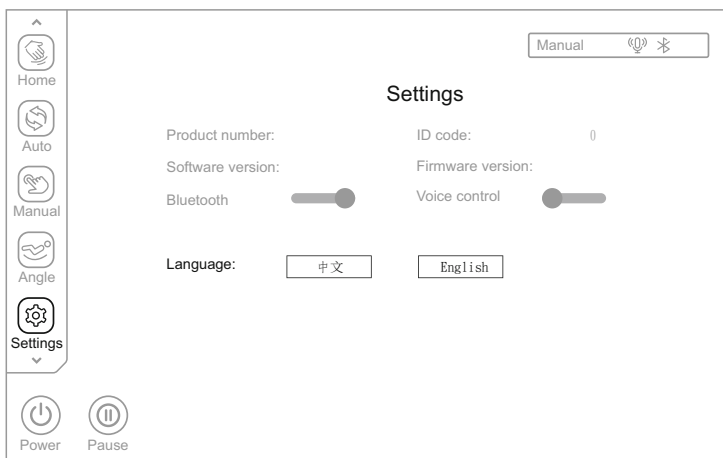 Manual
Home
Settings
Auto
Product number:
ID code: 0
Software version:
Firmware version:
Manual
Bluetooth
Voice control
Angle
Language: 中文 English
Settings
Power
Pause